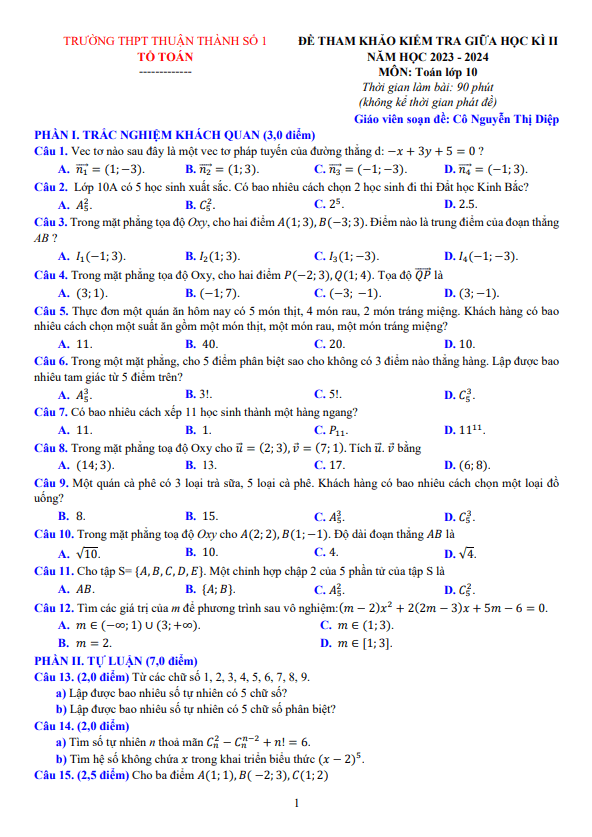 TRƯỜNG THPT THUẬN THÀNH SỐ 1
TỔ TOÁN
-------------
ĐỀ THAM KHẢO KIỂM TRA GIỮA HỌC KÌ II
NĂM HỌC 2023 - 2024
MÔN: Toán lớp 10
Thời gian làm bài: 90 phút
(không kể thời gian phát đề)
Giáo viên soạn đề: Cô Nguyễn Thị Diệp
PHẦN I. TRẮC NGHIỆM KHÁCH QUAN (3,0 điểm)
Câu 1. Vec tơ nào sau đây là một vec tơ pháp tuyến của đường thẳng d: −x + 3y + 5 = 0 ?
A. $\overrightarrow{n_1}$ = (1; −3). B. $\overrightarrow{n_2}$ = (1; 3). C. $\overrightarrow{n_3}$ = (−1; −3). D. $\overrightarrow{n_4}$ = (−1; 3).
Câu 2. Lớp 10A có 5 học sinh xuất sắc. Có bao nhiêu cách chọn 2 học sinh đi thi Đất học Kinh Bắc?
A. $A_5^2$. B. $C_5^2$. C. $2^5$. D. 2.5.
Câu 3. Trong mặt phẳng tọa độ Oxy, cho hai điểm A(1; 3), B(−3; 3). Điểm nào là trung điểm của đoạn thẳng
AB ?
A. $I_1$(−1; 3). B. $I_2$(1; 3). C. $I_3$(1; −3). D. $I_4$(−1; −3).
Câu 4. Trong mặt phẳng tọa độ Oxy, cho hai điểm P(−2; 3), Q(1; 4). Tọa độ $\overrightarrow{QP}$ là
A. (3; 1). B. (−1; 7). C. (−3; −1). D. (3; −1).
Câu 5. Thực đơn một quán ăn hôm nay có 5 món thịt, 4 món rau, 2 món tráng miệng. Khách hàng có bao
nhiêu cách chọn một suất ăn gồm một món thịt, một món rau, một món tráng miệng?
A. 11. B. 40. C. 20. D. 10.
Câu 6. Trong một mặt phẳng, cho 5 điểm phân biệt sao cho không có 3 điểm nào thẳng hàng. Lập được bao
nhiêu tam giác từ 5 điểm trên?
A. $A_5^3$. B. 3!. C. 5!. D. $C_5^3$.
Câu 7. Có bao nhiêu cách xếp 11 học sinh thành một hàng ngang?
A. 11. B. 1. C. $P_{11}$. D. $11^{11}$.
Câu 8. Trong mặt phẳng toạ độ Oxy cho $\vec{u}$ = (2; 3), $\vec{v}$ = (7; 1). Tích $\vec{u}$. $\vec{v}$ bằng
A. (14; 3). B. 13. C. 17. D. (6; 8).
Câu 9. Một quán cà phê có 3 loại trà sữa, 5 loại cà phê. Khách hàng có bao nhiêu cách chọn một loại đồ
uống?
B. 8. B. 15. C. $A_5^3$. D. $C_5^3$.
Câu 10. Trong mặt phẳng toạ độ Oxy cho A(2; 2), B(1; −1). Độ dài đoạn thẳng AB là
A. $\sqrt{10}$. B. 10. C. 4. D. $\sqrt{4}$.
Câu 11. Cho tập S= {A, B, C, D, E}. Một chỉnh hợp chập 2 của 5 phần tử của tập S là
A. AB. B. {A; B}. C. $A_5^2$. D. $C_5^2$.
Câu 12. Tìm các giá trị của m để phương trình sau vô nghiệm:(m − 2)x² + 2(2m − 3)x + 5m − 6 = 0.
A. m ∈ (−∞; 1) ∪ (3; +∞). C. m ∈ (1; 3).
B. m = 2. D. m ∈ [1; 3].
PHẦN II. TỰ LUẬN (7,0 điểm)
Câu 13. (2,0 điểm) Từ các chữ số 1, 2, 3, 4, 5, 6, 7, 8, 9.
a) Lập được bao nhiêu số tự nhiên có 5 chữ số?
b) Lập được bao nhiêu số tự nhiên có 5 chữ số phân biệt?
Câu 14. (2,0 điểm)
a) Tìm số tự nhiên n thoả mãn $C_n^2 - C_n^{n-2}$ + n! = 6.
b) Tìm hệ số không chứa x trong khai triển biểu thức $(x − 2)^5$.
Câu 15. (2,5 điểm) Cho ba điểm A(1; 1), B( −2; 3), C(1; 2)
1